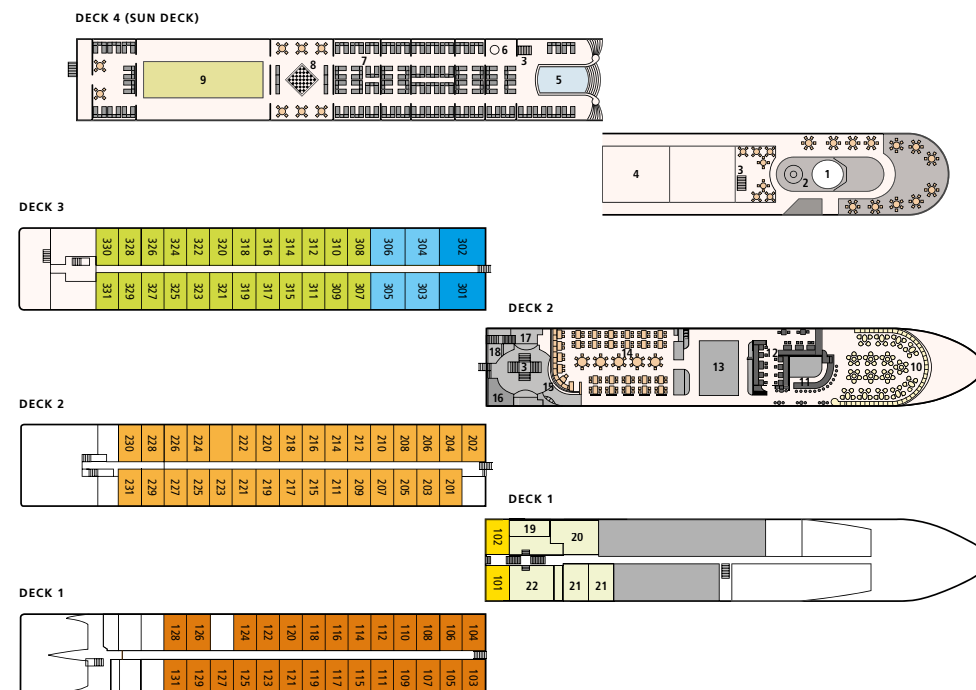 DECK 4 (SUN DECK)
9 8 7 6 3 5
4 3 2 1
DECK 3
330 328 326 324 322 320 318 316 314 312 310 308 306 304 302
331 329 327 325 323 321 319 317 315 311 309 307 305 303 301
DECK 2
17 18 3 16 15 14 13 12 11 10
DECK 2
230 228 226 224 222 220 218 216 214 212 210 208 206 204 202
231 229 227 225 223 221 219 217 215 211 209 207 205 203 201
DECK 1
102 19 20
101 22 21 21
DECK 1
128 126 124 122 120 118 116 114 112 110 108 106 104
131 129 127 125 123 121 119 117 115 111 109 107 105 103